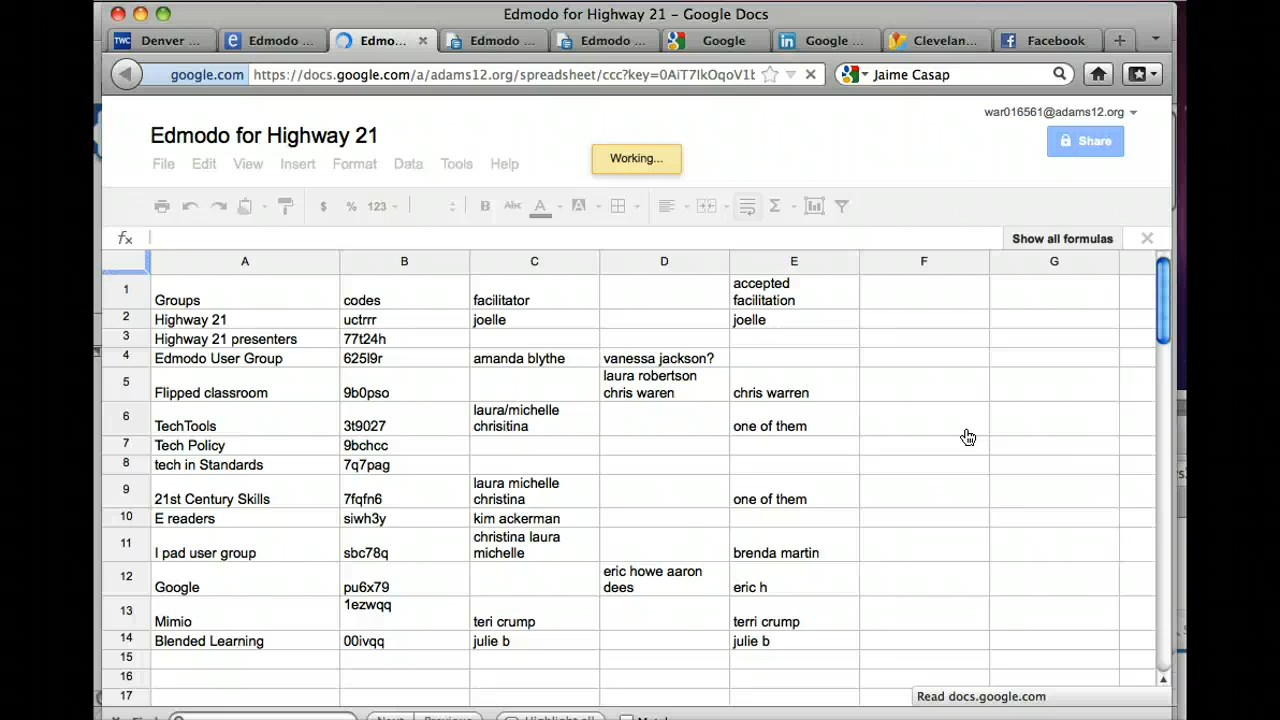 Edmodo for Highway 21 – Google Docs
Denver ... Edmodo ... Edmo... Edmodo ... Edmodo ... Google Google ... Clevelan... Facebook
google.com https://docs.google.com/a/adams12.org/spreadsheet/ccc?key=0AiT7IkOqoV1t Jaime Casap
war016561@adams12.org
Edmodo for Highway 21
Working...
Share
File Edit View Insert Format Data Tools Help
$ % 123 B Abc A A Σ
fx Show all formulas
A B C D E F G
accepted
1 Groups codes facilitator facilitation
2 Highway 21 uctrrr joelle joelle
3 Highway 21 presenters 77t24h
4 Edmodo User Group 625l9r amanda blythe vanessa jackson?
laura robertson
5 Flipped classroom 9b0pso chris waren chris warren
laura/michelle
6 TechTools 3t9027 chrisitina one of them
7 Tech Policy 9bchcc
8 tech in Standards 7q7pag
laura michelle
9 21st Century Skills 7fqfn6 christina one of them
10 E readers siwh3y kim ackerman
christina laura
11 I pad user group sbc78q michelle brenda martin
eric howe aaron
12 Google pu6x79 dees eric h
1ezwqq
13 Mimio teri crump terri crump
14 Blended Learning 00ivqq julie b julie b
15
16
17
Read docs.google.com